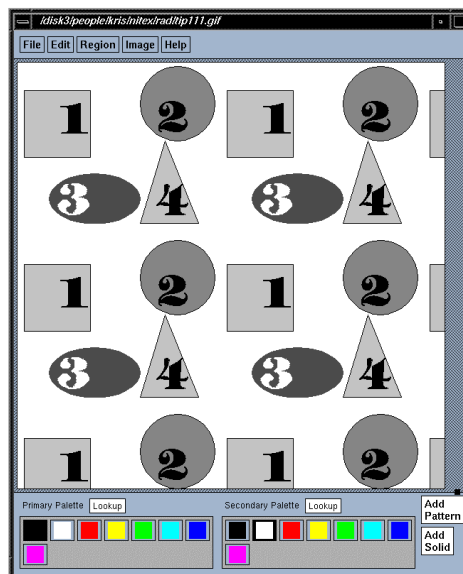 /disk3/people/kris/nitex/rad/tip111.gif
File Edit Region Image Help
1 2 1 2
3 4 3 4
1 2 1 2
3 4 3 4
1 2 1 2
Primary Palette Lookup Secondary Palette Lookup
Add
Pattern
Add
Solid